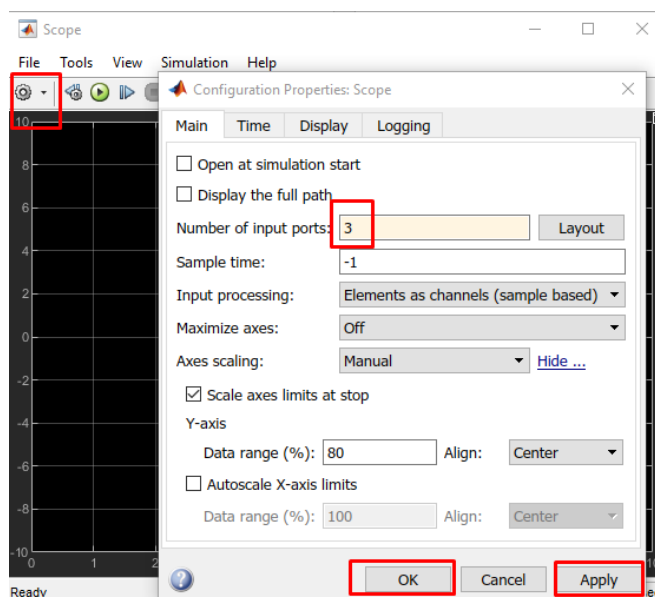 Scope
File Tools View Simulation Help
Configuration Properties: Scope
Main Time Display Logging
Open at simulation start
Display the full path
Number of input ports: 3 Layout
Sample time: -1
Input processing: Elements as channels (sample based)
Maximize axes: Off
Axes scaling: Manual Hide ...
Scale axes limits at stop
Y-axis
Data range (%): 80 Align: Center
Autoscale X-axis limits
Data range (%): 100 Align: Center
OK Cancel Apply
10
8
6
4
2
0
-2
-4
-6
-8
-10
0 1 2
Ready